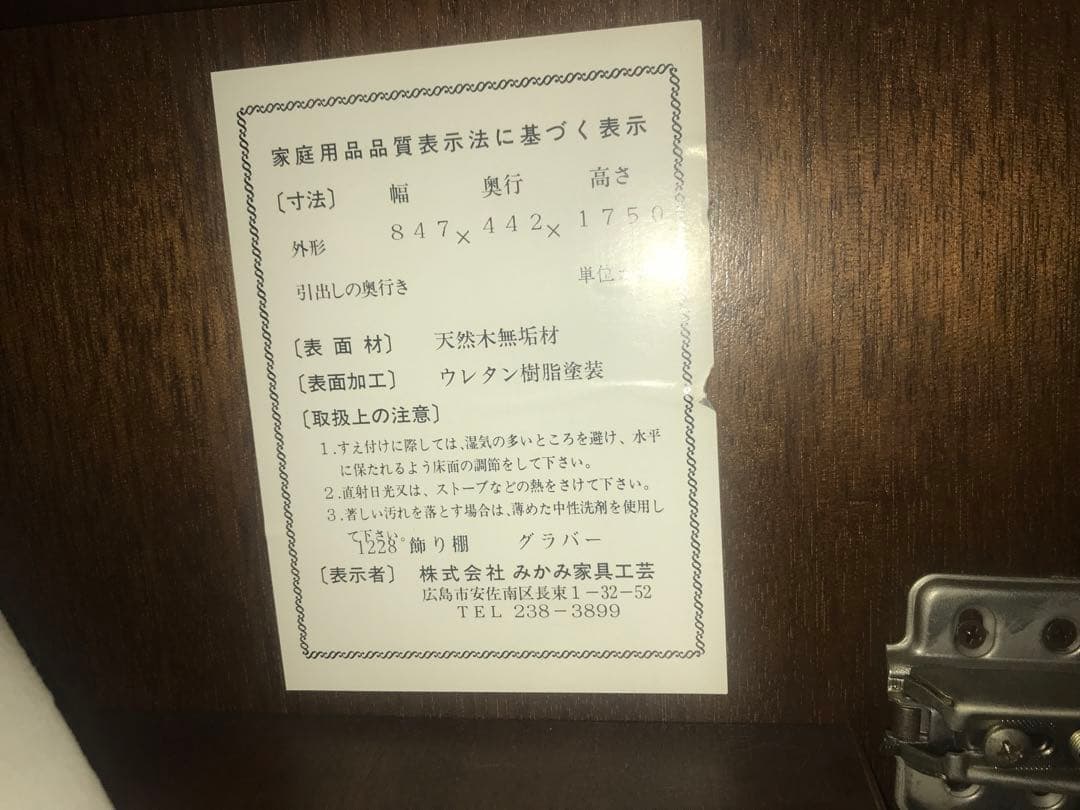 家庭用品品質表示法に基づく表示
〔寸法〕 幅 奥行 高さ
外形 847×442×1750
引出しの奥行き 単位
〔表面材〕 天然木無垢材
〔表面加工〕 ウレタン樹脂塗装
〔取扱上の注意〕
1.すえ付けに際しては、湿気の多いところを避け、水平
に保たれるよう床面の調節をして下さい。
2.直射日光又は、ストーブなどの熱をさけて下さい。
3.著しい汚れを落とす場合は、薄めた中性洗剤を使用し
て下さい。
1228 飾り棚 グラバー
〔表示者〕 株式会社 みかみ家具工芸
広島市安佐南区長束1-32-52
TEL 238-3899